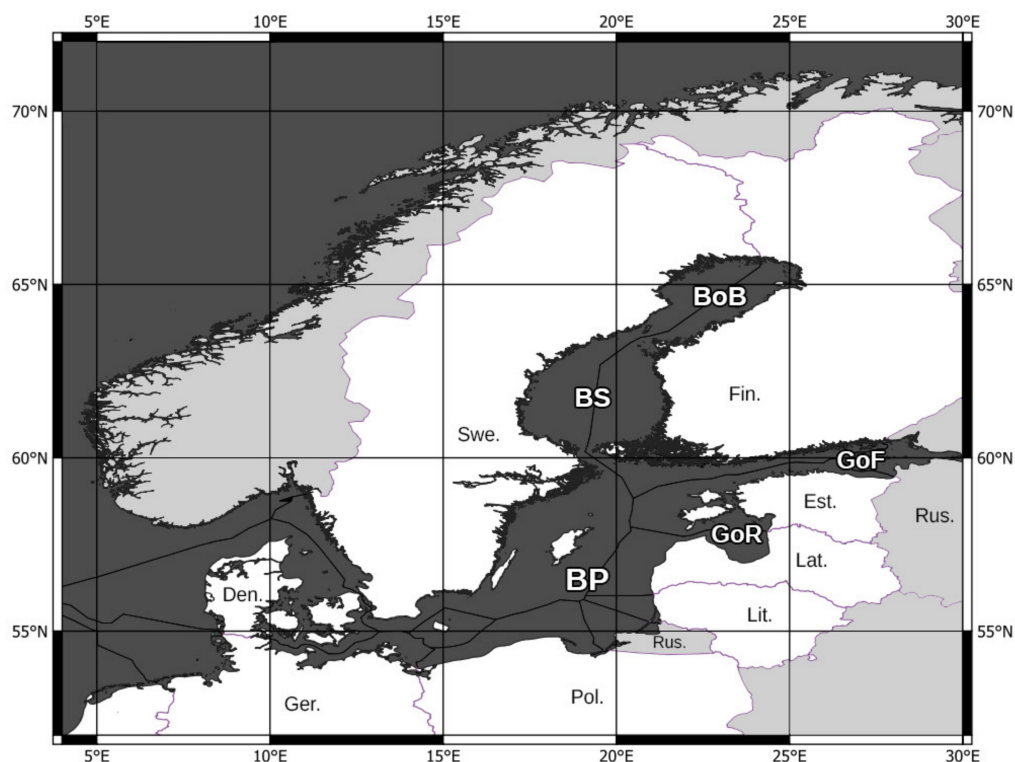 5°E 10°E 15°E 20°E 25°E 30°E
70°N 70°N
65°N 65°N
BoB
BS
Fin.
Swe.
60°N GoF 60°N
Est.
Rus.
GoR
Lat.
BP
Den.
Lit.
55°N 55°N
Rus.
Pol.
Ger.
5°E 10°E 15°E 20°E 25°E 30°E